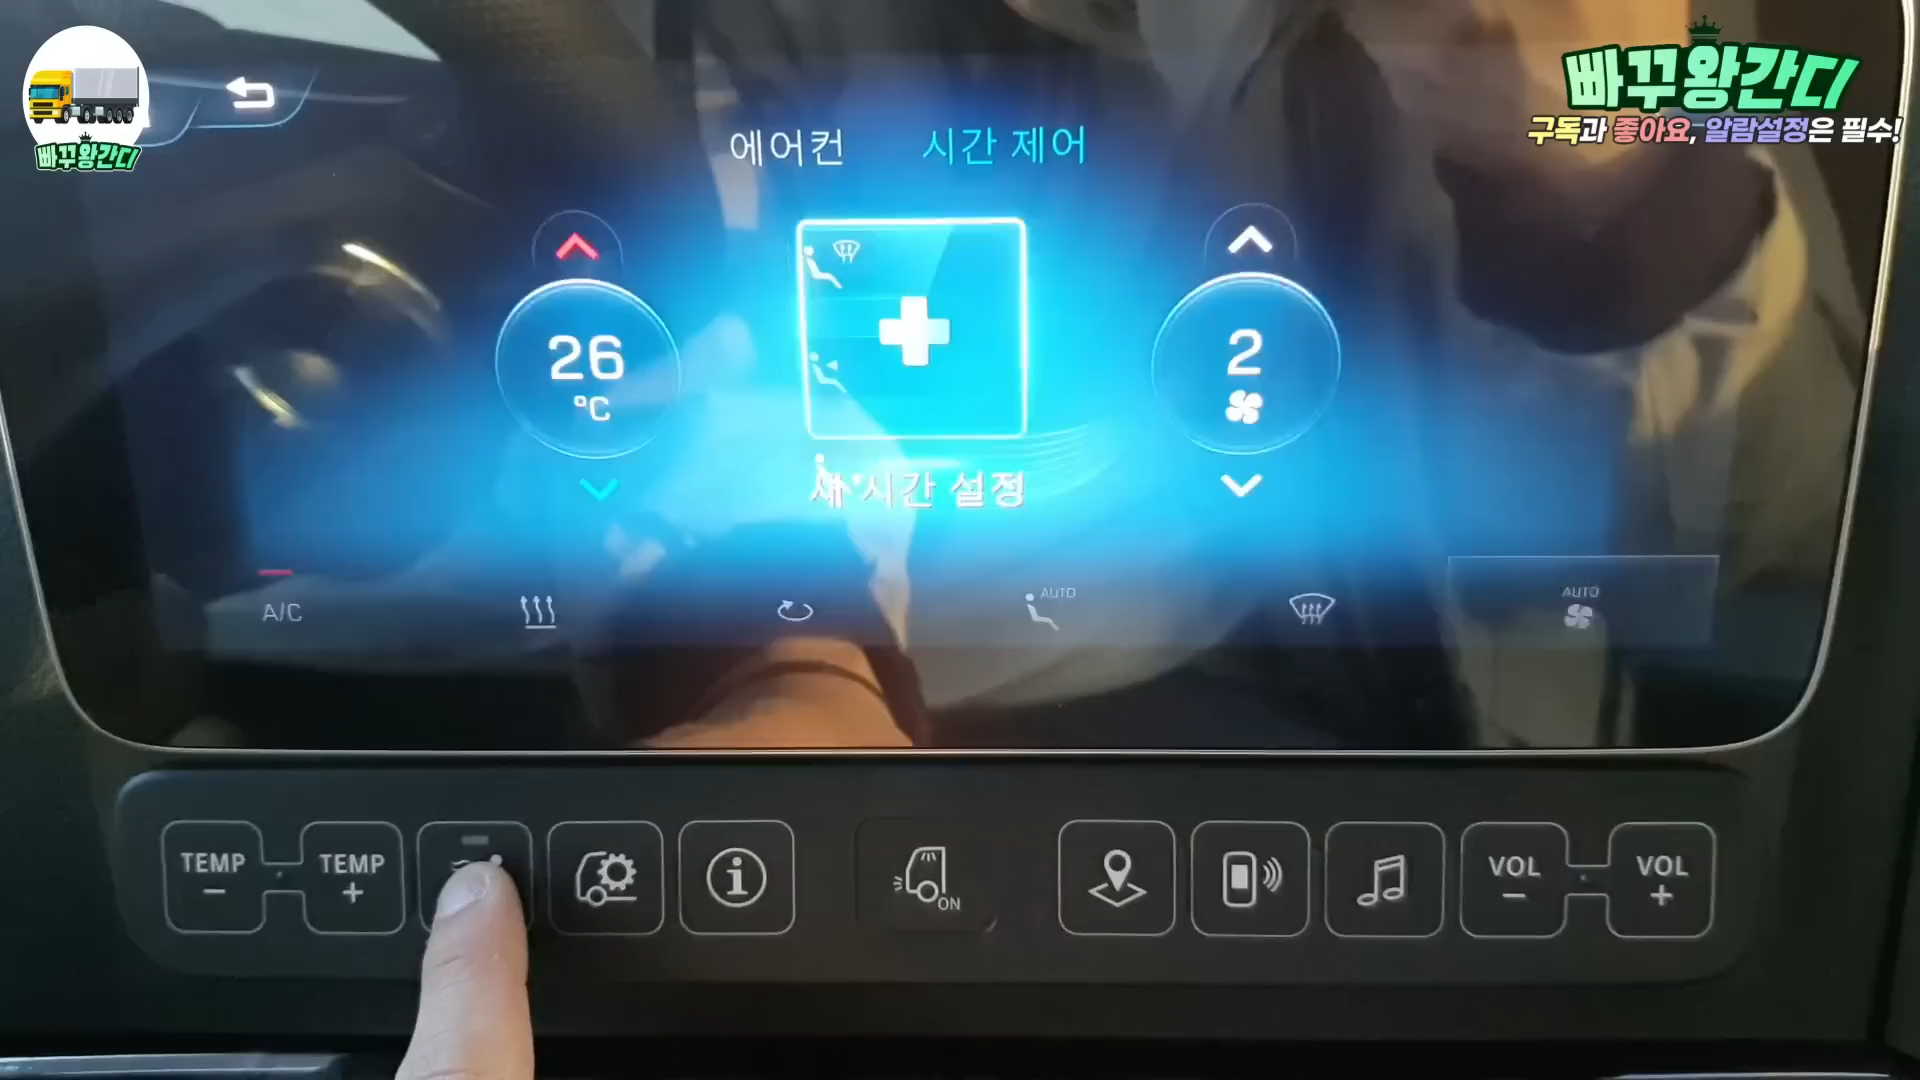 빠꾸왕간디
빠꾸왕간디
구독과 좋아요, 알람설정은 필수!
에어컨 시간 제어
26
°C
2
새 시간 설정
A/C
AUTO
AUTO
TEMP
−
TEMP
+
ON
VOL
−
VOL
+